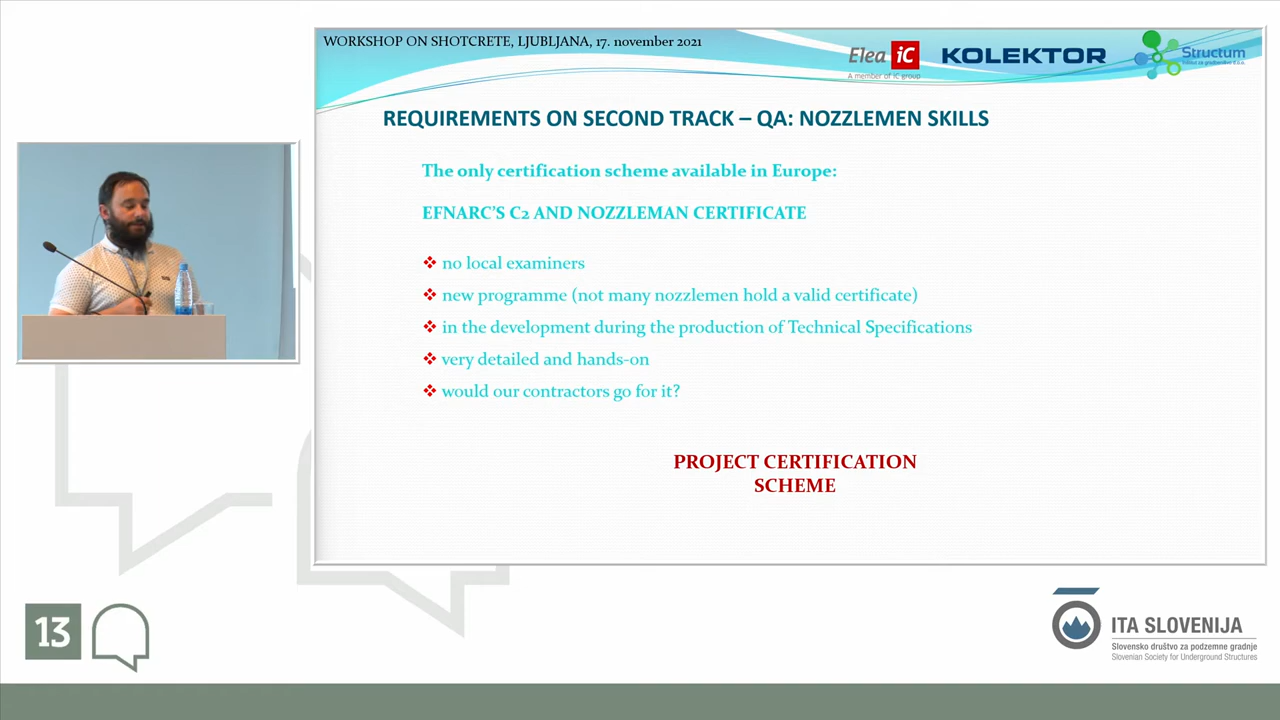 WORKSHOP ON SHOTCRETE, LJUBLJANA, 17. november 2021
Elea iC
A member of iC group
KOLEKTOR
Structum
REQUIREMENTS ON SECOND TRACK – QA: NOZZLEMEN SKILLS
The only certification scheme available in Europe:
EFNARC'S C2 AND NOZZLEMAN CERTIFICATE
no local examiners
new programme (not many nozzlemen hold a valid certificate)
in the development during the production of Technical Specifications
very detailed and hands-on
would our contractors go for it?
PROJECT CERTIFICATION
SCHEME
13
ITA SLOVENIJA
Slovensko društvo za podzemne gradnje
Slovenian Society for Underground Structures